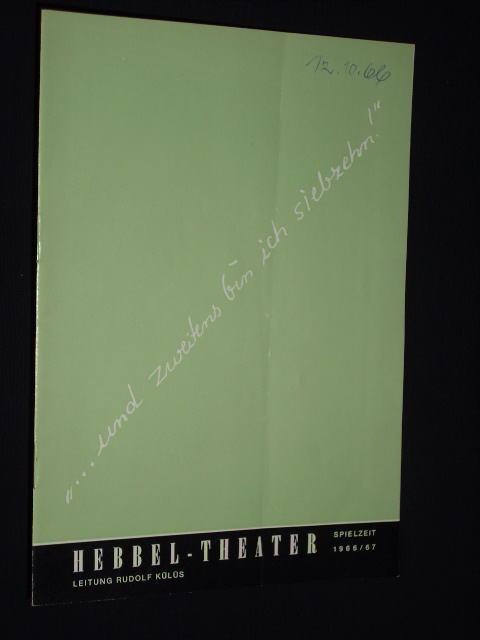 12.10.66
"... und zweitens bin ich siebzehn!"
HEBBEL-THEATER
SPIELZEIT
1966/67
LEITUNG RUDOLF KÜLÜS